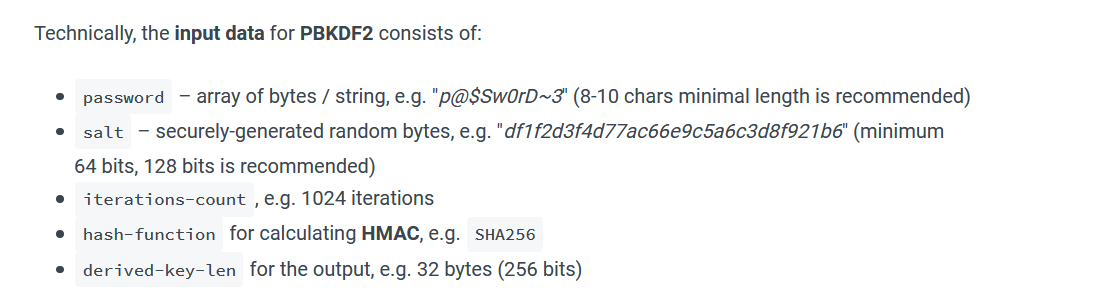 Technically, the input data for PBKDF2 consists of:
password – array of bytes / string, e.g. "p@$Sw0rD~3" (8-10 chars minimal length is recommended)
salt – securely-generated random bytes, e.g. "df1f2d3f4d77ac66e9c5a6c3d8f921b6" (minimum
64 bits, 128 bits is recommended)
iterations-count , e.g. 1024 iterations
hash-function for calculating HMAC, e.g. SHA256
derived-key-len for the output, e.g. 32 bytes (256 bits)